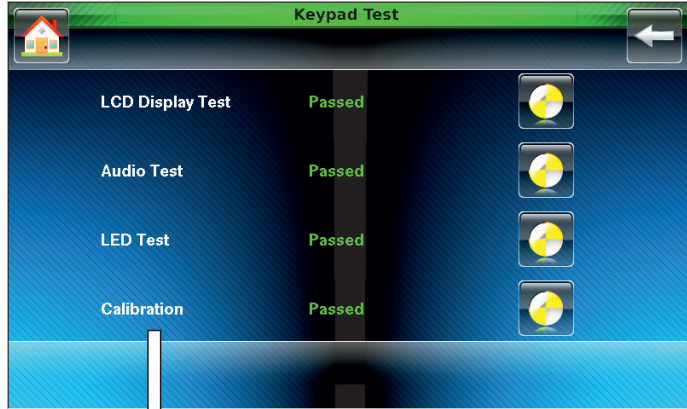 Keypad Test
LCD Display Test Passed
Audio Test Passed
LED Test Passed
Calibration Passed